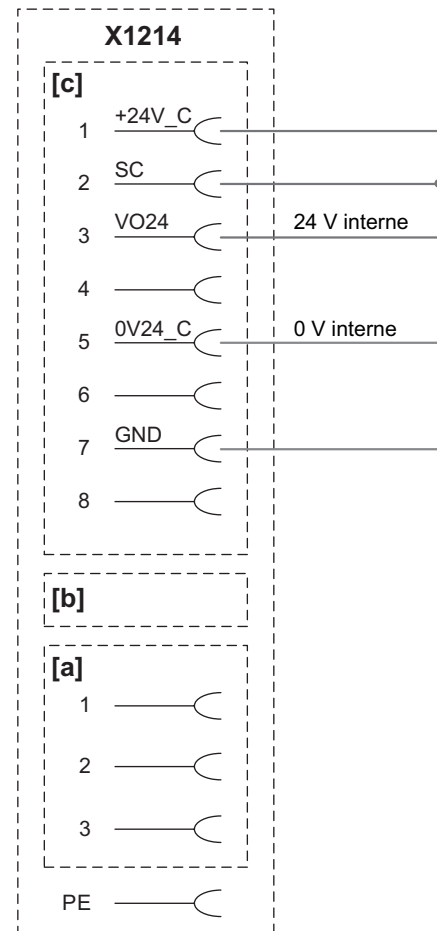 X1214
[c]
1 +24V_C
2 SC
3 VO24 24 V interne
4
5 0V24_C 0 V interne
6
7 GND
8
[b]
[a]
1
2
3
PE